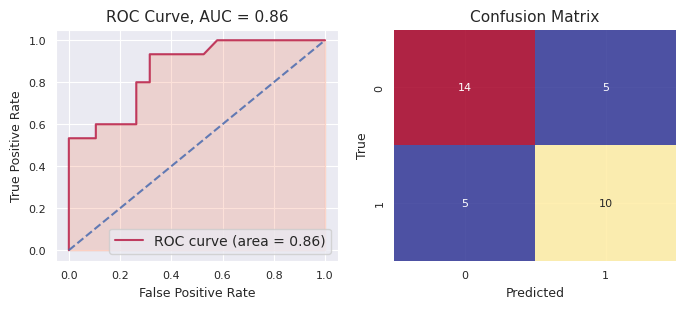 ROC Curve, AUC = 0.86
True Positive Rate
1.0
0.8
0.6
0.4
0.2
0.0
ROC curve (area = 0.86)
0.0 0.2 0.4 0.6 0.8 1.0
False Positive Rate
Confusion Matrix
True
0
1
14 5
5 10
0 1
Predicted